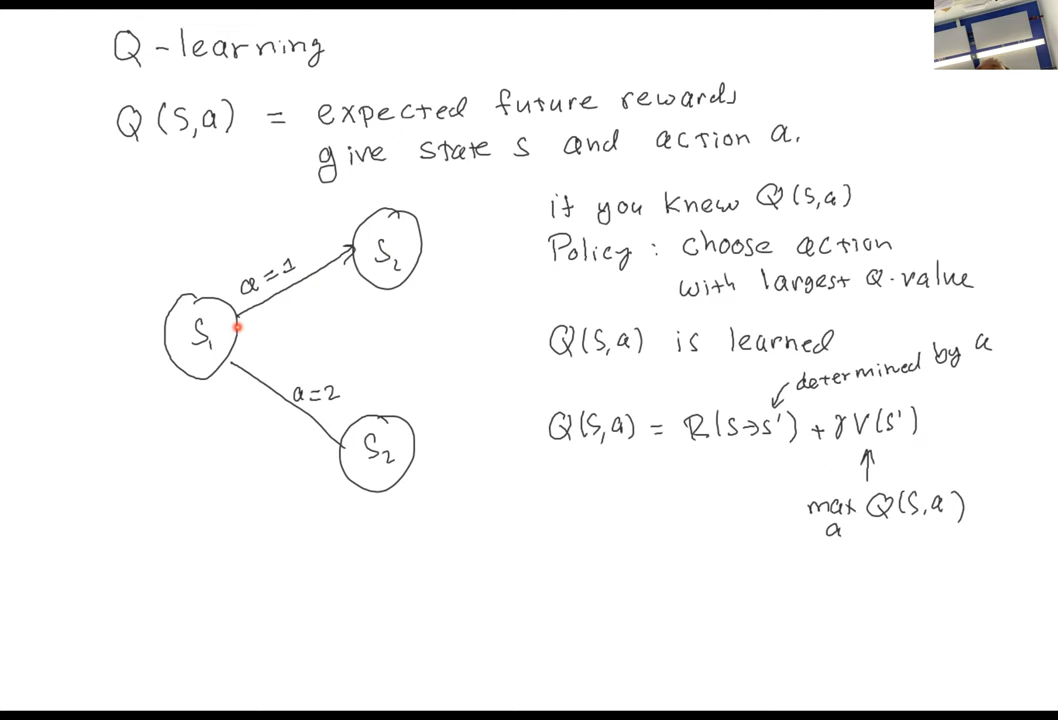 Q-learning
Q(S,a) = expected future rewards
give state s and action a.
if you knew Q(S,a)
Policy : choose action
with largest Q-value
S2
a=1
S1
a=2
S2
Q(S,a) is learned
determined by a
Q(S,a) = R(S→S') + γV(S')
↑
max Q(S,a)
a